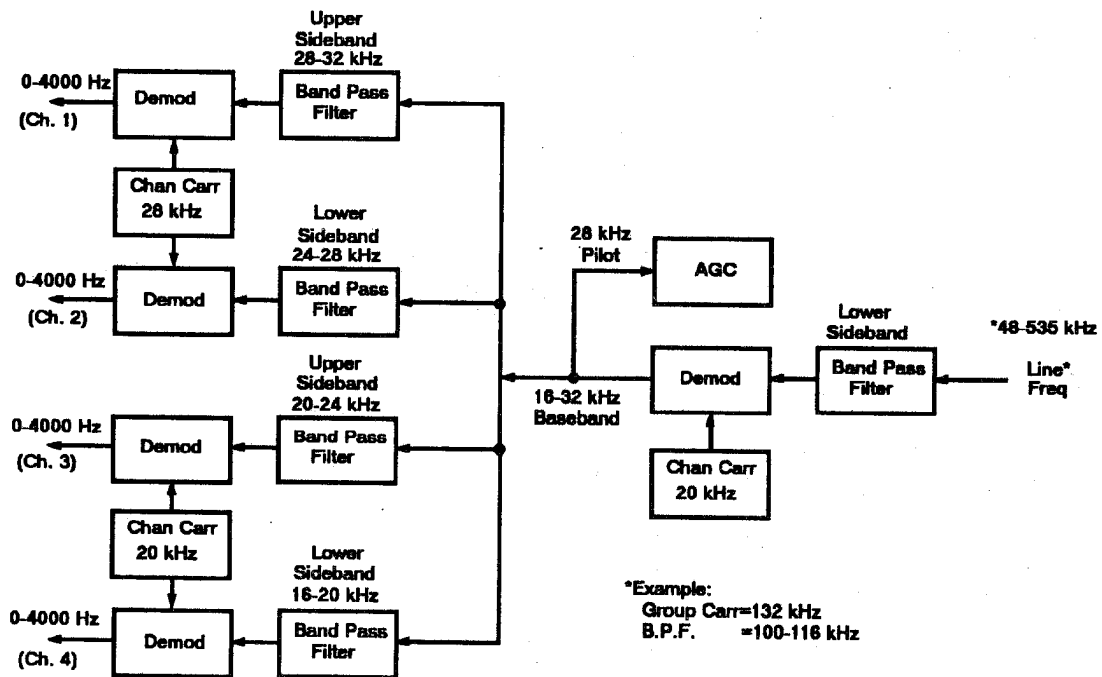 Upper
Sideband
28-32 kHz
0-4000 Hz
(Ch. 1)
Demod
Band Pass
Filter
Chan Carr
28 kHz
Lower
Sideband
24-28 kHz
0-4000 Hz
(Ch. 2)
Demod
Band Pass
Filter
28 kHz
Pilot
AGC
Upper
Sideband
20-24 kHz
0-4000 Hz
(Ch. 3)
Demod
Band Pass
Filter
16-32 kHz
Baseband
Demod
Lower
Sideband
Band Pass
Filter
*48-535 kHz
Line*
Freq
Chan Carr
20 kHz
Chan Carr
20 kHz
Lower
Sideband
16-20 kHz
0-4000 Hz
(Ch. 4)
Demod
Band Pass
Filter
*Example:
Group Carr=132 kHz
B.P.F. =100-116 kHz